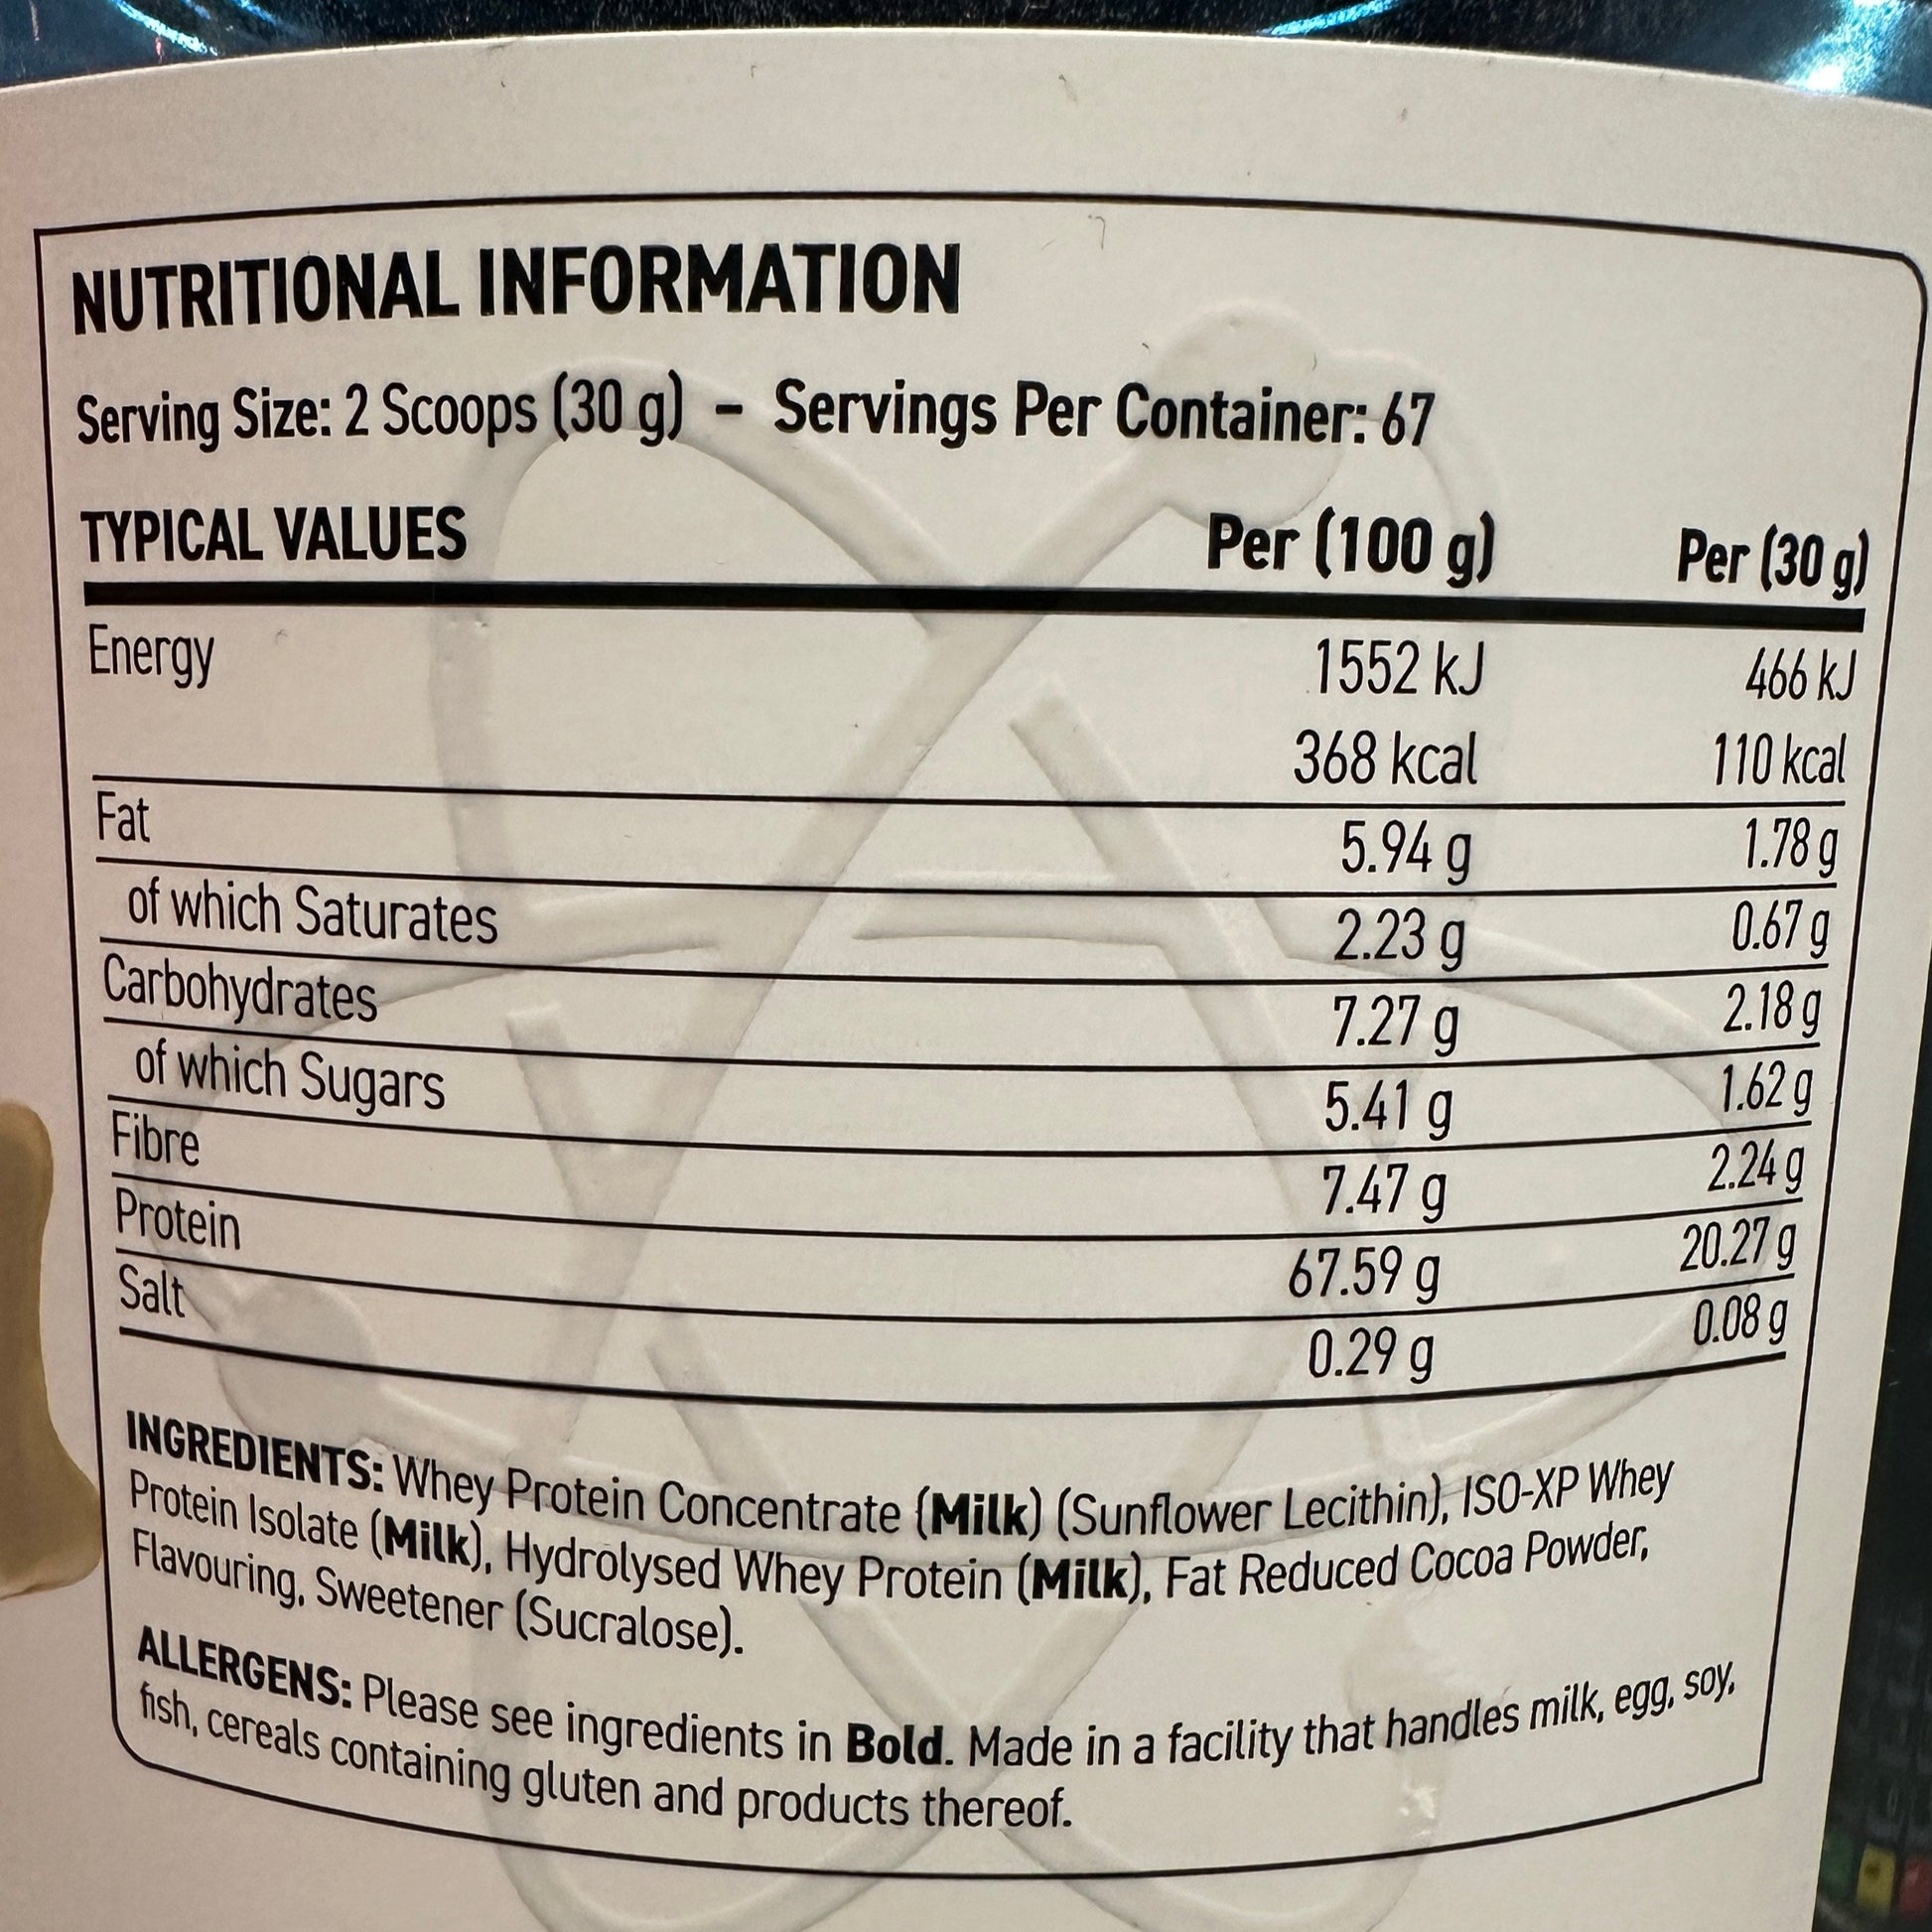 NUTRITIONAL INFORMATION
Serving Size: 2 Scoops (30 g) – Servings Per Container: 67
TYPICAL VALUES Per (100 g) Per (30 g)
Energy 1552 kJ 466 kJ
368 kcal 110 kcal
Fat 5.94 g 1.78 g
of which Saturates 2.23 g 0.67 g
Carbohydrates 7.27 g 2.18 g
of which Sugars 5.41 g 1.62 g
Fibre 7.47 g 2.24 g
Protein 67.59 g 20.27 g
Salt 0.29 g 0.08 g
INGREDIENTS: Whey Protein Concentrate (Milk) (Sunflower Lecithin), ISO-XP Whey
Protein Isolate (Milk), Hydrolysed Whey Protein (Milk), Fat Reduced Cocoa Powder,
Flavouring, Sweetener (Sucralose).
ALLERGENS: Please see ingredients in Bold. Made in a facility that handles milk, egg, soy,
fish, cereals containing gluten and products thereof.